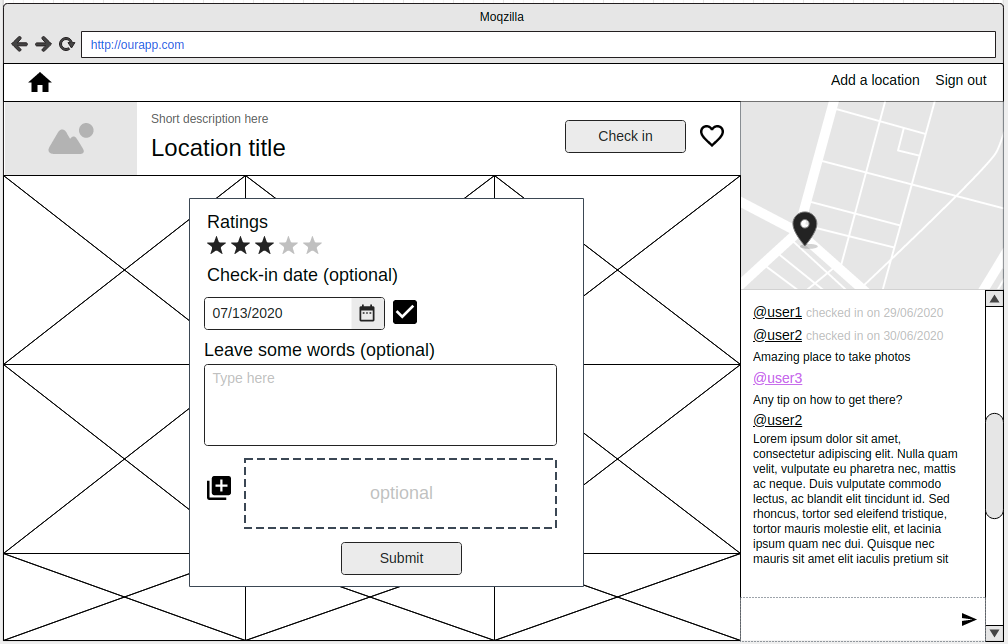 Moqzilla
http://ourapp.com
Add a location Sign out
Short description here
Location title
Check in
Ratings
Check-in date (optional)
07/13/2020
Leave some words (optional)
Type here
optional
Submit
@user1 checked in on 29/06/2020
@user2 checked in on 30/06/2020
Amazing place to take photos
@user3
Any tip on how to get there?
@user2
Lorem ipsum dolor sit amet,
consectetur adipiscing elit. Nulla quam
velit, vulputate eu pharetra nec, mattis
ac neque. Duis vulputate commodo
lectus, ac blandit elit tincidunt id. Sed
rhoncus, tortor sed eleifend tristique,
tortor mauris molestie elit, et lacinia
ipsum quam nec dui. Quisque nec
mauris sit amet elit iaculis pretium sit